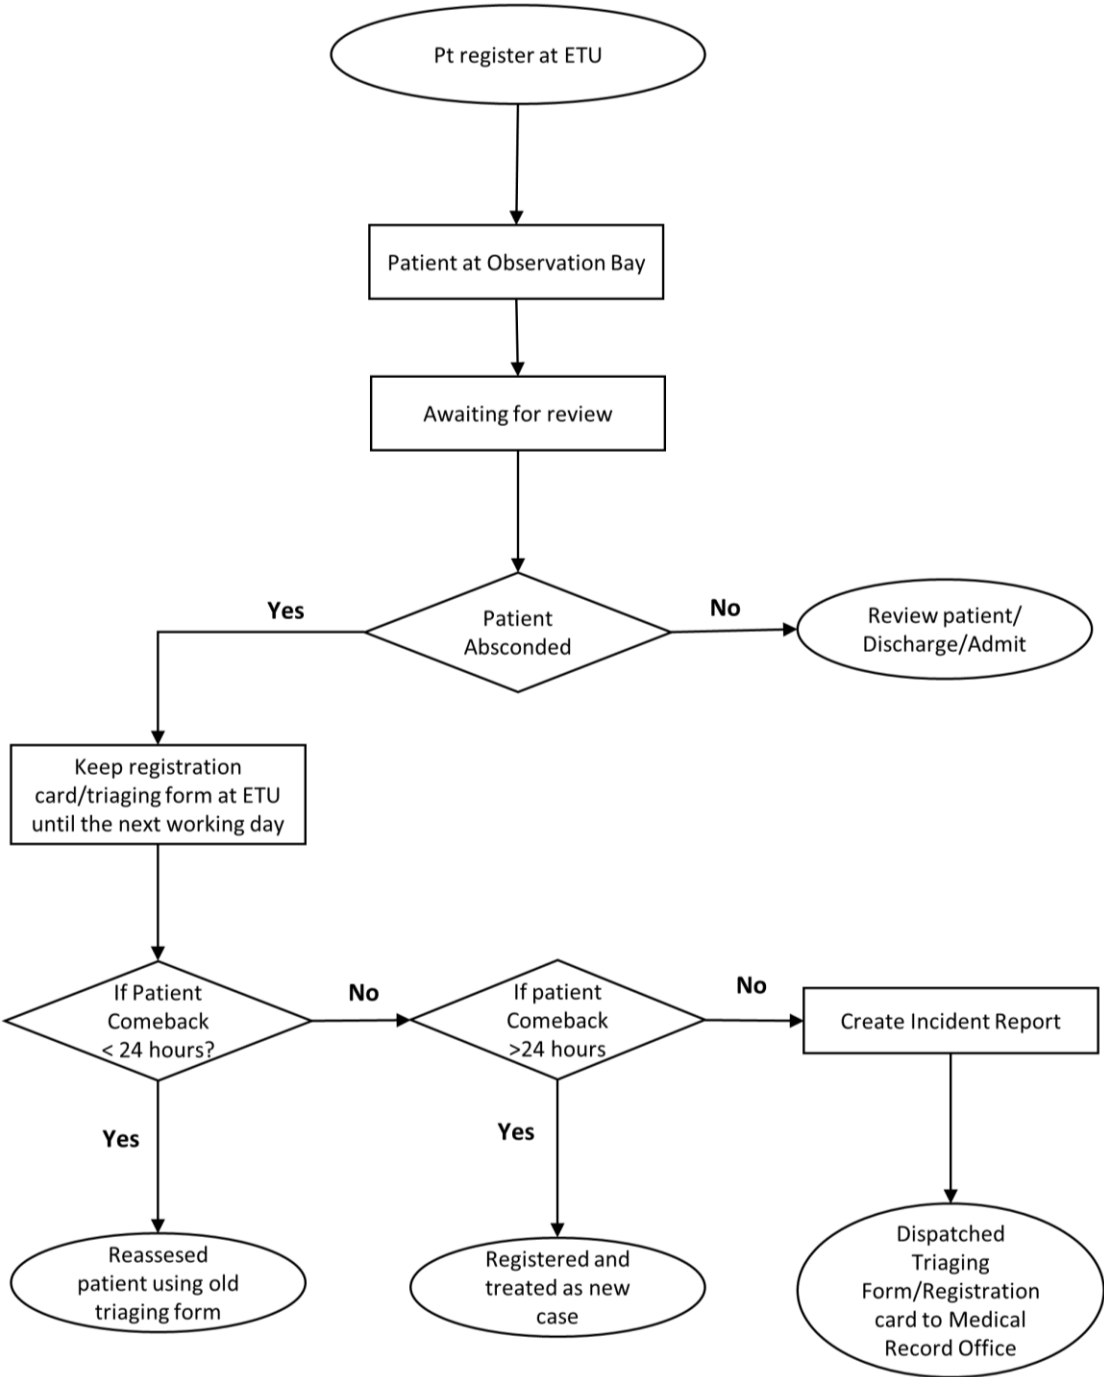 Pt register at ETU
Patient at Observation Bay
Awaiting for review
Patient
Absconded
Yes
No
Review patient/
Discharge/Admit
Keep registration
card/triaging form at ETU
until the next working day
If Patient
Comeback
< 24 hours?
No
If patient
Comeback
>24 hours
No
Create Incident Report
Yes
Yes
Reassesed
patient using old
triaging form
Registered and
treated as new
case
Dispatched
Triaging
Form/Registration
card to Medical
Record Office